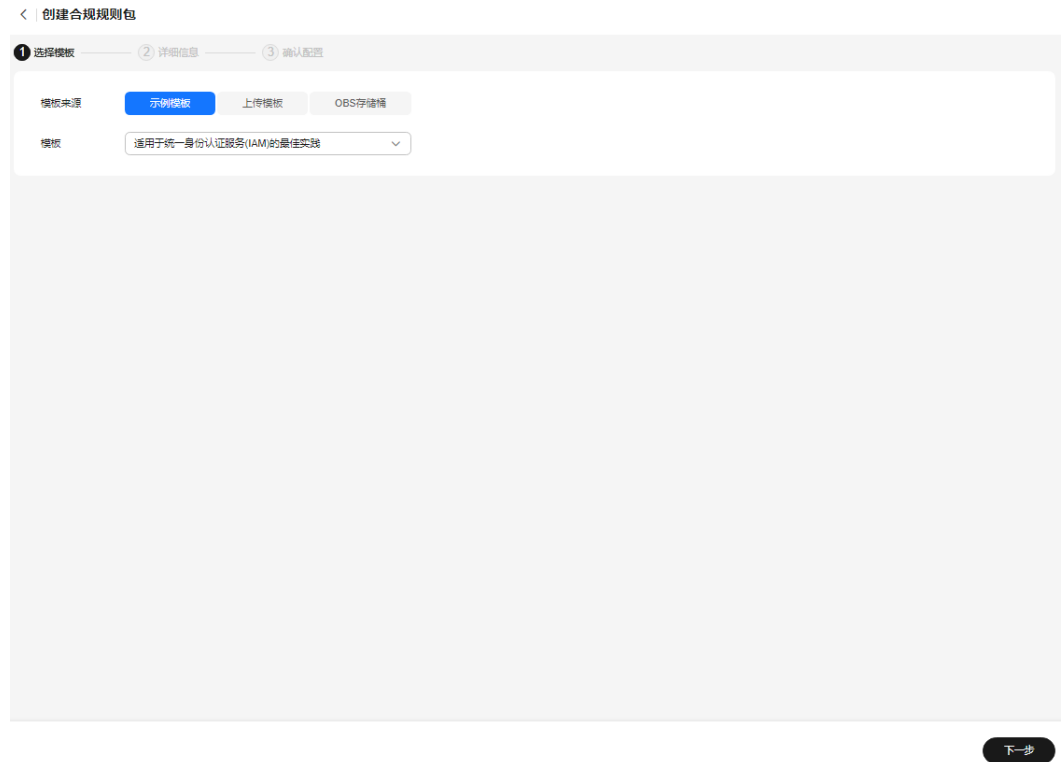 创建合规规则包
1 选择模板 2 详细信息 3 确认配置
模板来源 示例模板 上传模板 OBS存储桶
模板 适用于统一身份认证服务(IAM)的最佳实践
下一步